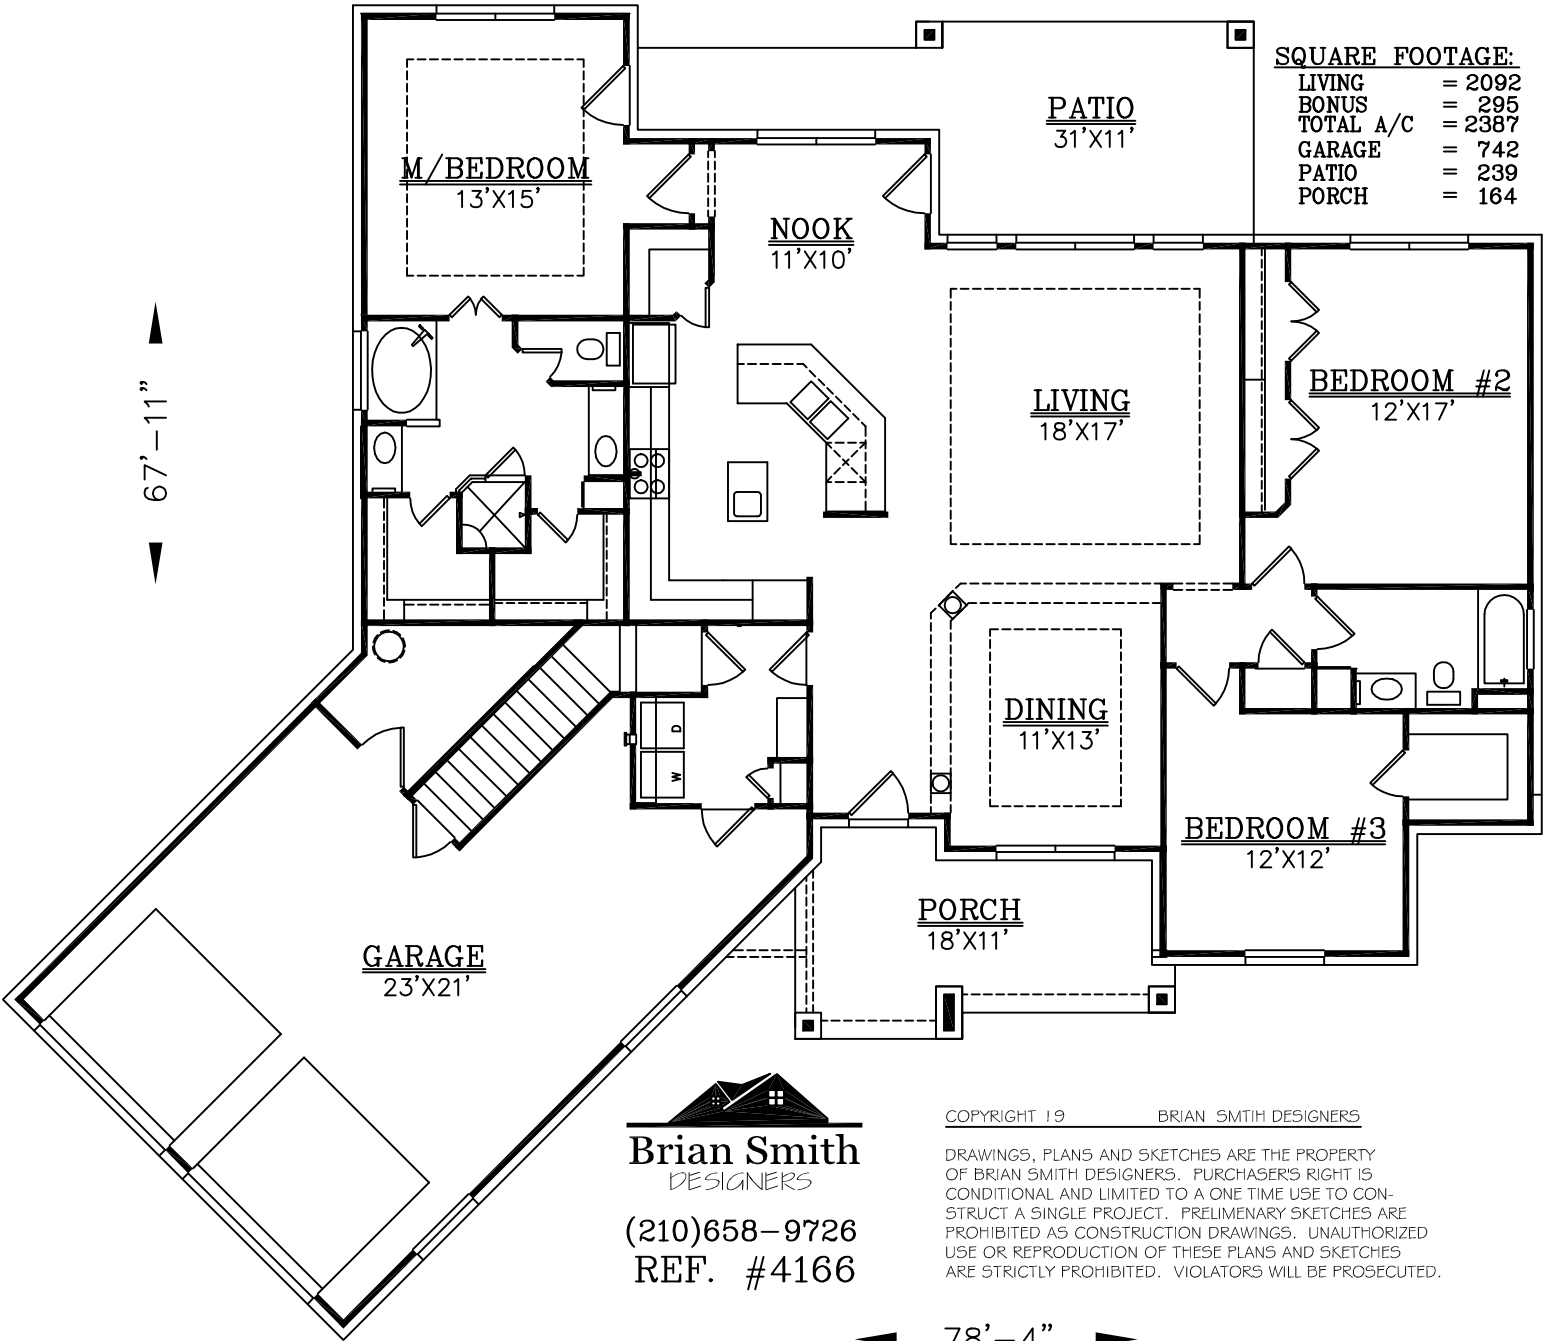 SQUARE FOOTAGE:
LIVING = 2092
BONUS = 295
TOTAL A/C = 2387
GARAGE = 742
PATIO = 239
PORCH = 164
PATIO
31'X11'
M/BEDROOM
13'X15'
NOOK
11'X10'
LIVING
18'X17'
BEDROOM #2
12'X17'
67'-11"
DINING
11'X13'
D
W
BEDROOM #3
12'X12'
PORCH
18'X11'
GARAGE
23'X21'
Brian Smith
DESIGNERS
(210)658-9726
REF. #4166
COPYRIGHT 19 BRIAN SMTIH DESIGNERS
DRAWINGS, PLANS AND SKETCHES ARE THE PROPERTY
OF BRIAN SMITH DESIGNERS. PURCHASER'S RIGHT IS
CONDITIONAL AND LIMITED TO A ONE TIME USE TO CON-
STRUCT A SINGLE PROJECT. PRELIMENARY SKETCHES ARE
PROHIBITED AS CONSTRUCTION DRAWINGS. UNAUTHORIZED
USE OR REPRODUCTION OF THESE PLANS AND SKETCHES
ARE STRICTLY PROHIBITED. VIOLATORS WILL BE PROSECUTED.
78'-4"